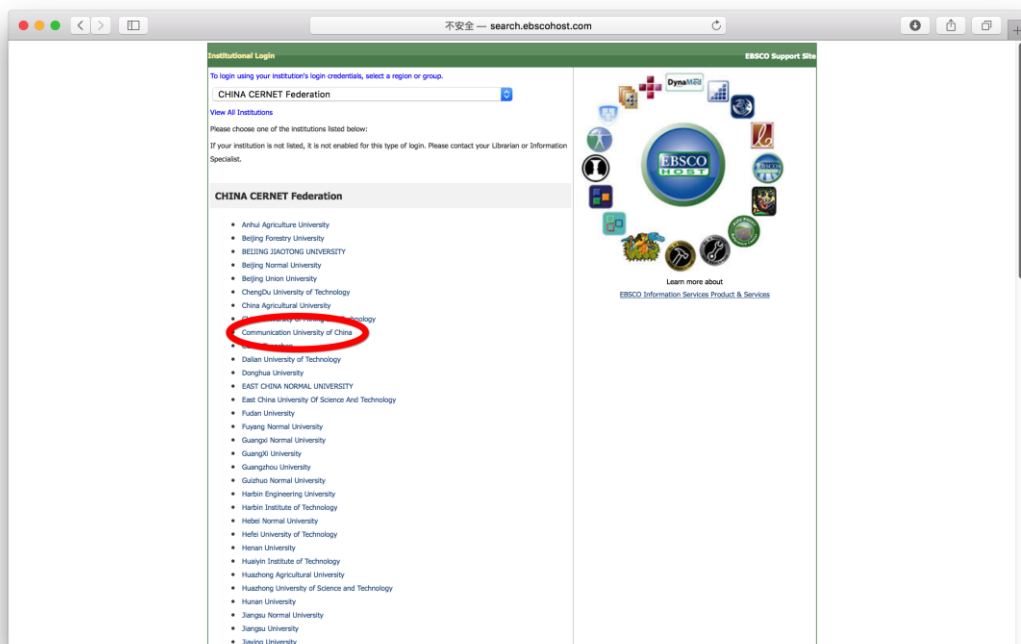 不安全 — search.ebscohost.com
Institutional Login
EBSCO Support Site
To login using your institution's login credentials, select a region or group.
CHINA CERNET Federation
View All Institutions
Please choose one of the institutions listed below:
If your institution is not listed, it is not enabled for this type of login. Please contact your Librarian or Information
Specialist.
DynaMed
EBSCO
HOST
Learn more about
EBSCO Information Services Product & Services
CHINA CERNET Federation
Anhui Agriculture University
Beijing Forestry University
BEIJING JIAOTONG UNIVERSITY
Beijing Normal University
Beijing Union University
ChengDu University of Technology
China Agricultural University
Communication University of China
Dalian University of Technology
Donghua University
EAST CHINA NORMAL UNIVERSITY
East China University Of Science And Technology
Fudan University
Fuyang Normal University
Guangxi Normal University
GuangXi University
Guangzhou University
Guizhuo Normal University
Harbin Engineering University
Harbin Institute of Technology
Hebei Normal University
Hefei University of Technology
Henan University
Huaiyin Institute of Technology
Huazhong Agricultural University
Huazhong University of Science and Technology
Hunan University
Jiangsu Normal University
Jiangsu University
Jiaying University